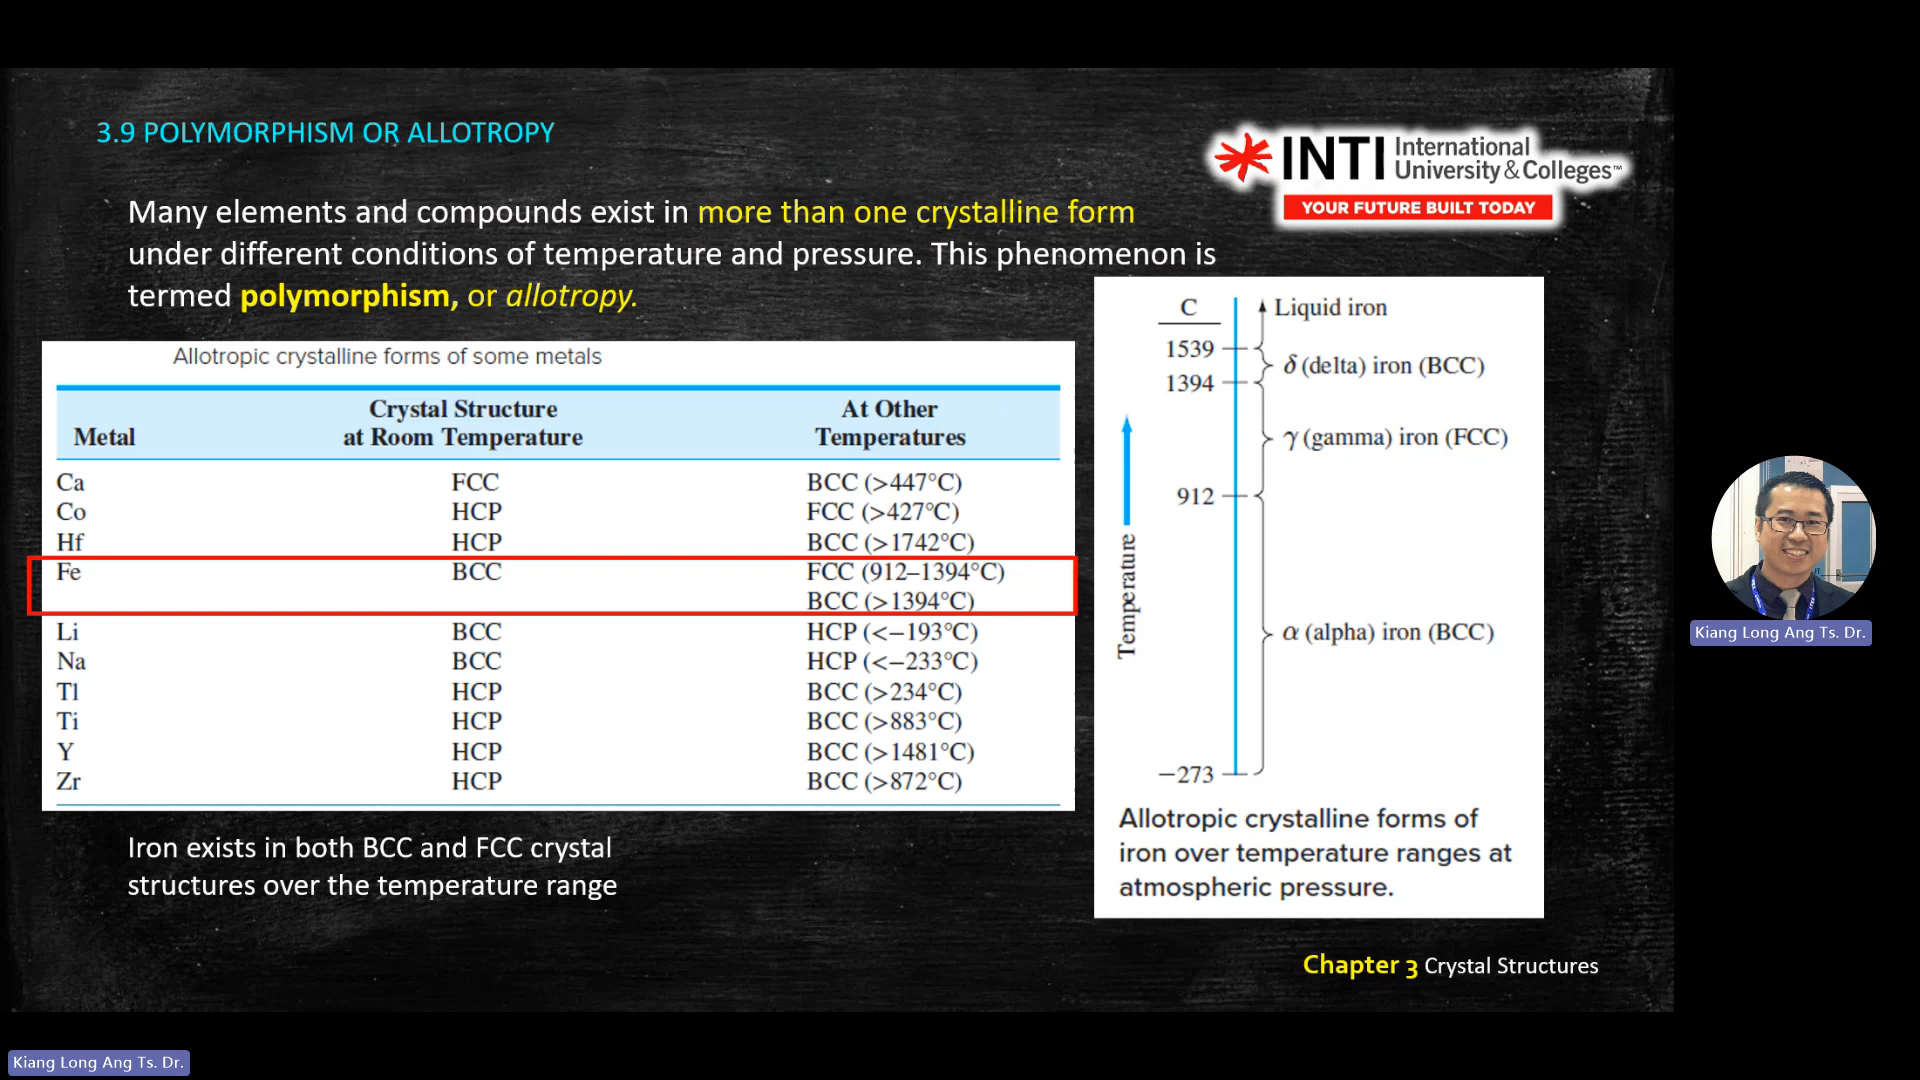 3.9 POLYMORPHISM OR ALLOTROPY
INTI International
University & Colleges™
YOUR FUTURE BUILT TODAY
Many elements and compounds exist in more than one crystalline form
under different conditions of temperature and pressure. This phenomenon is
termed polymorphism, or allotropy.
Allotropic crystalline forms of some metals
Metal
Crystal Structure
at Room Temperature
At Other
Temperatures
Ca FCC BCC (>447°C)
Co HCP FCC (>427°C)
Hf HCP BCC (>1742°C)
Fe BCC FCC (912–1394°C)
BCC (>1394°C)
Li BCC HCP (<−193°C)
Na BCC HCP (<−233°C)
Tl HCP BCC (>234°C)
Ti HCP BCC (>883°C)
Y HCP BCC (>1481°C)
Zr HCP BCC (>872°C)
Iron exists in both BCC and FCC crystal
structures over the temperature range
C
Liquid iron
1539
δ (delta) iron (BCC)
1394
γ (gamma) iron (FCC)
912
Temperature
α (alpha) iron (BCC)
−273
Allotropic crystalline forms of
iron over temperature ranges at
atmospheric pressure.
Chapter 3 Crystal Structures
Kiang Long Ang Ts. Dr.
Kiang Long Ang Ts. Dr.